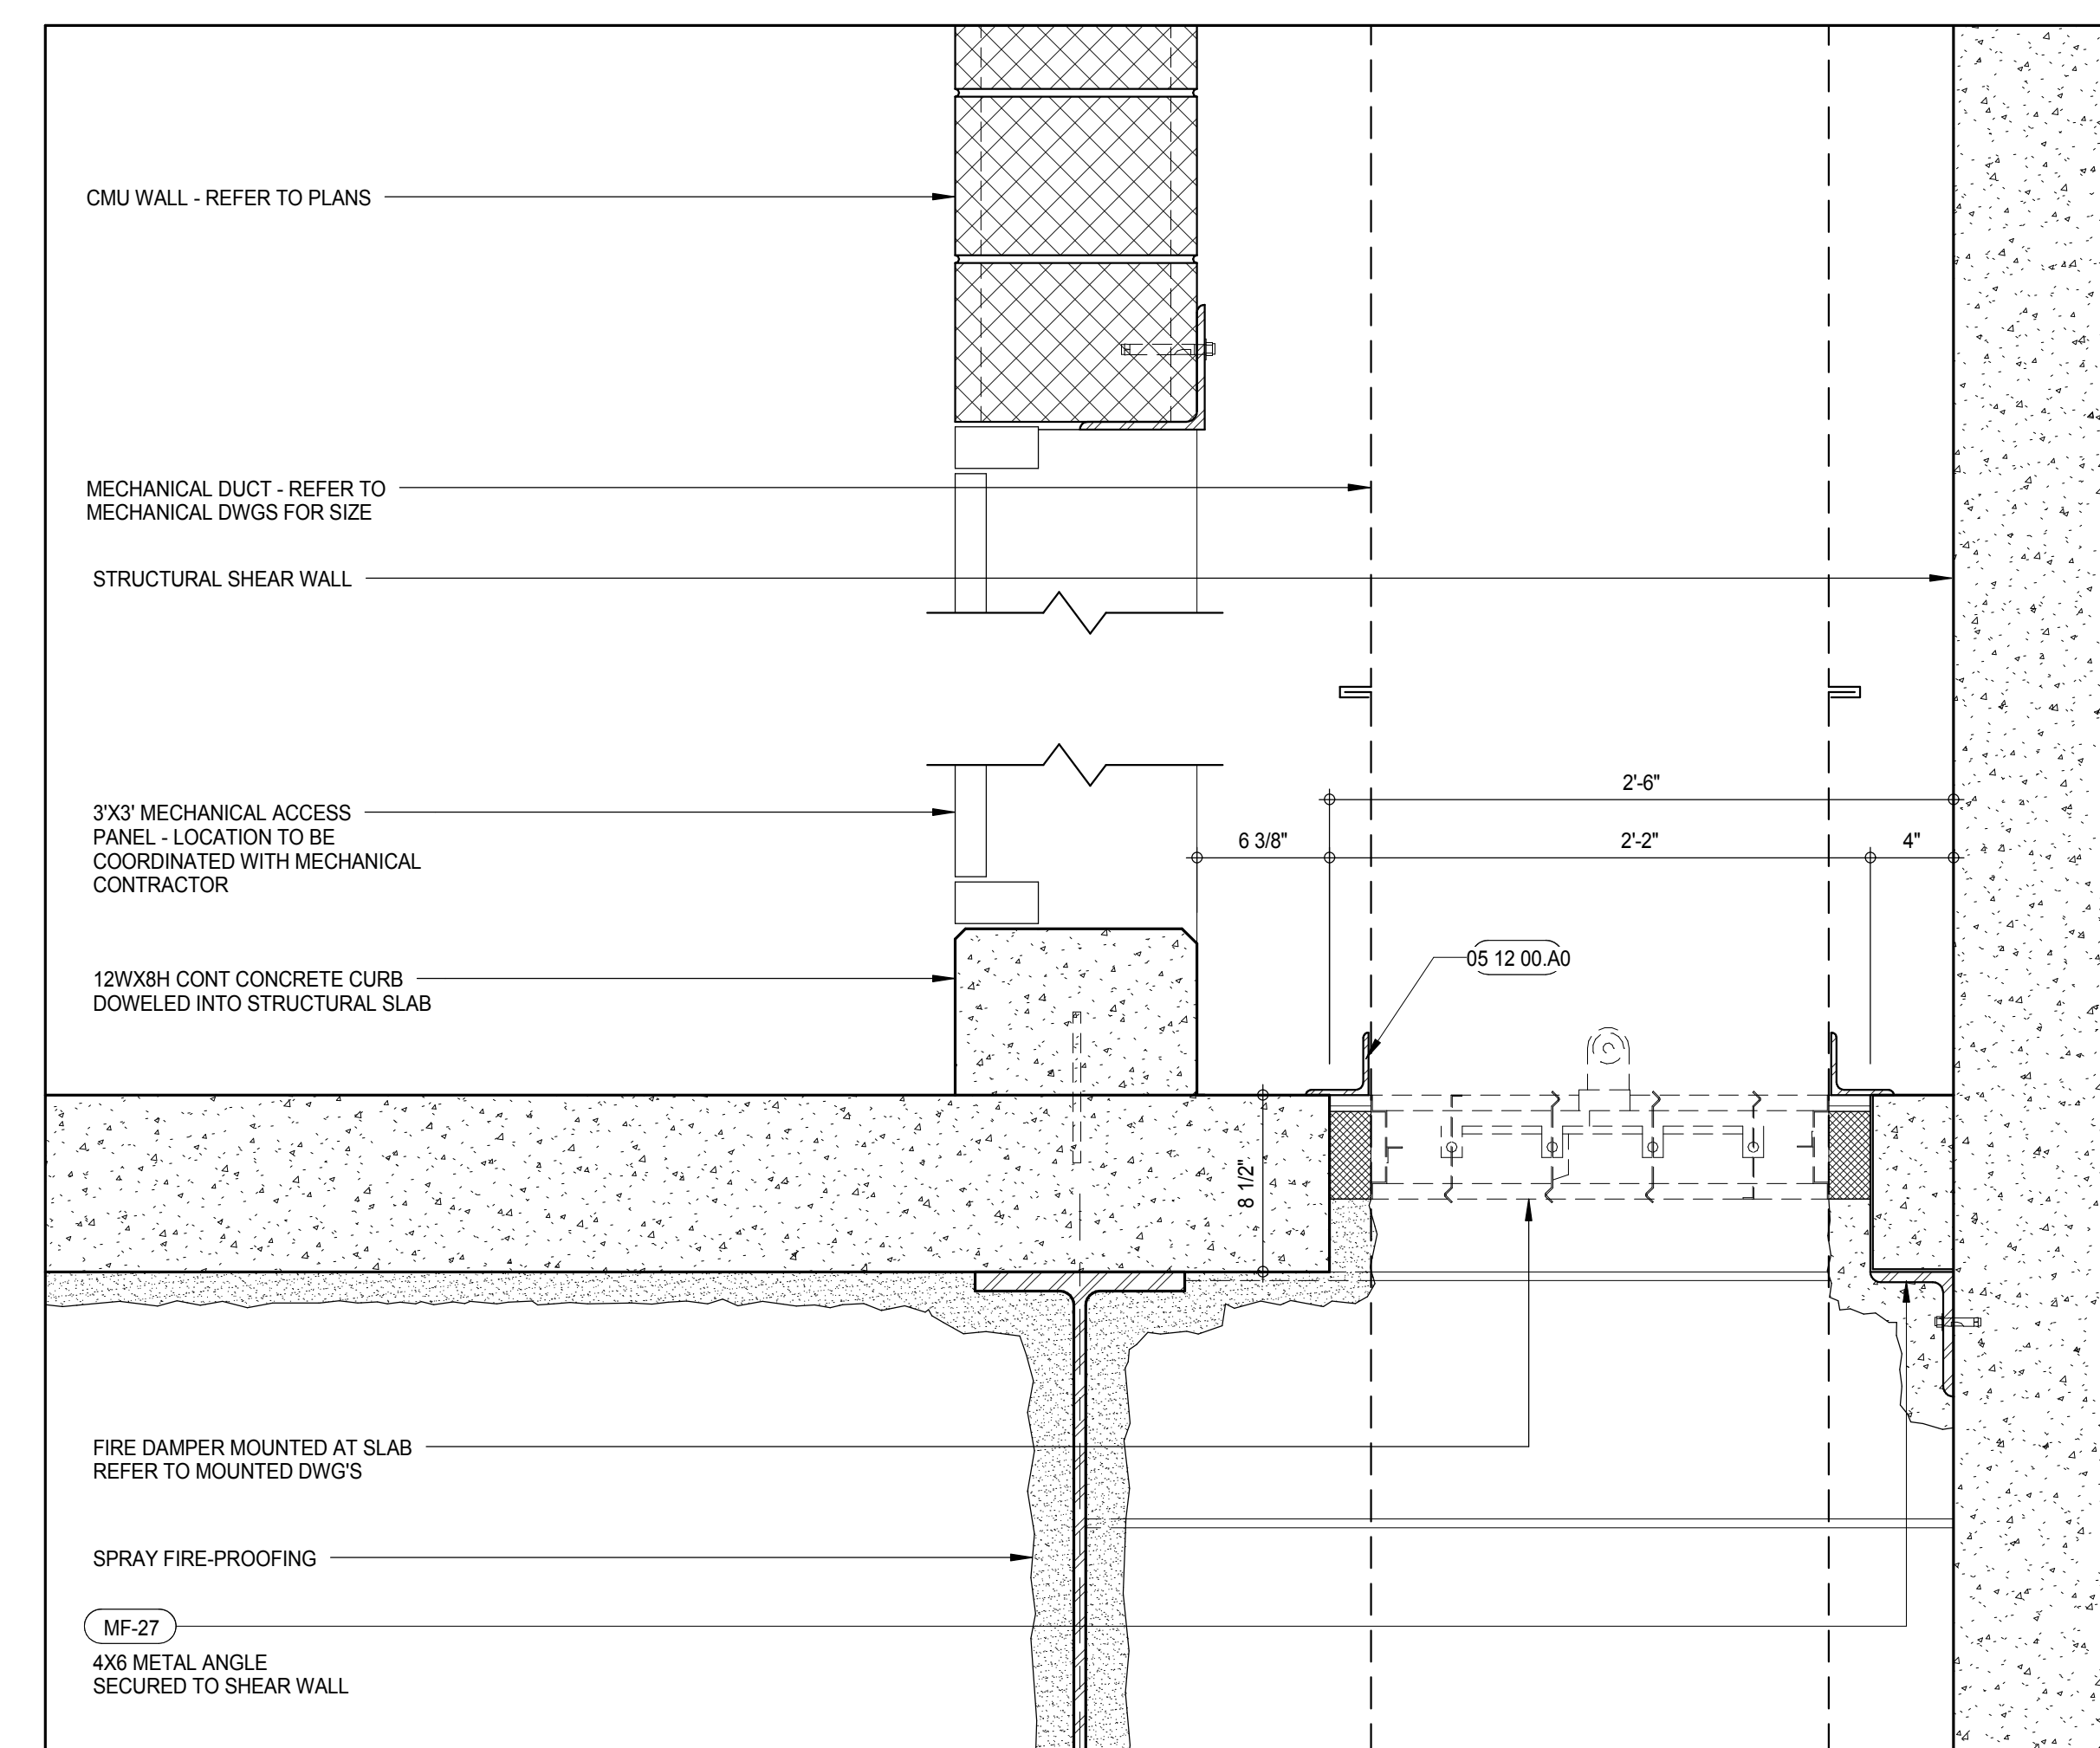 CMU WALL - REFER TO PLANS
MECHANICAL DUCT - REFER TO
MECHANICAL DWGS FOR SIZE
STRUCTURAL SHEAR WALL
2'-6"
3'X3' MECHANICAL ACCESS
PANEL - LOCATION TO BE
COORDINATED WITH MECHANICAL
CONTRACTOR
6 3/8"
2'-2"
4"
05 12 00.A0
12WX8H CONT CONCRETE CURB
DOWELED INTO STRUCTURAL SLAB
8 1/2"
FIRE DAMPER MOUNTED AT SLAB
REFER TO MOUNTED DWG'S
SPRAY FIRE-PROOFING
MF-27
4X6 METAL ANGLE
SECURED TO SHEAR WALL